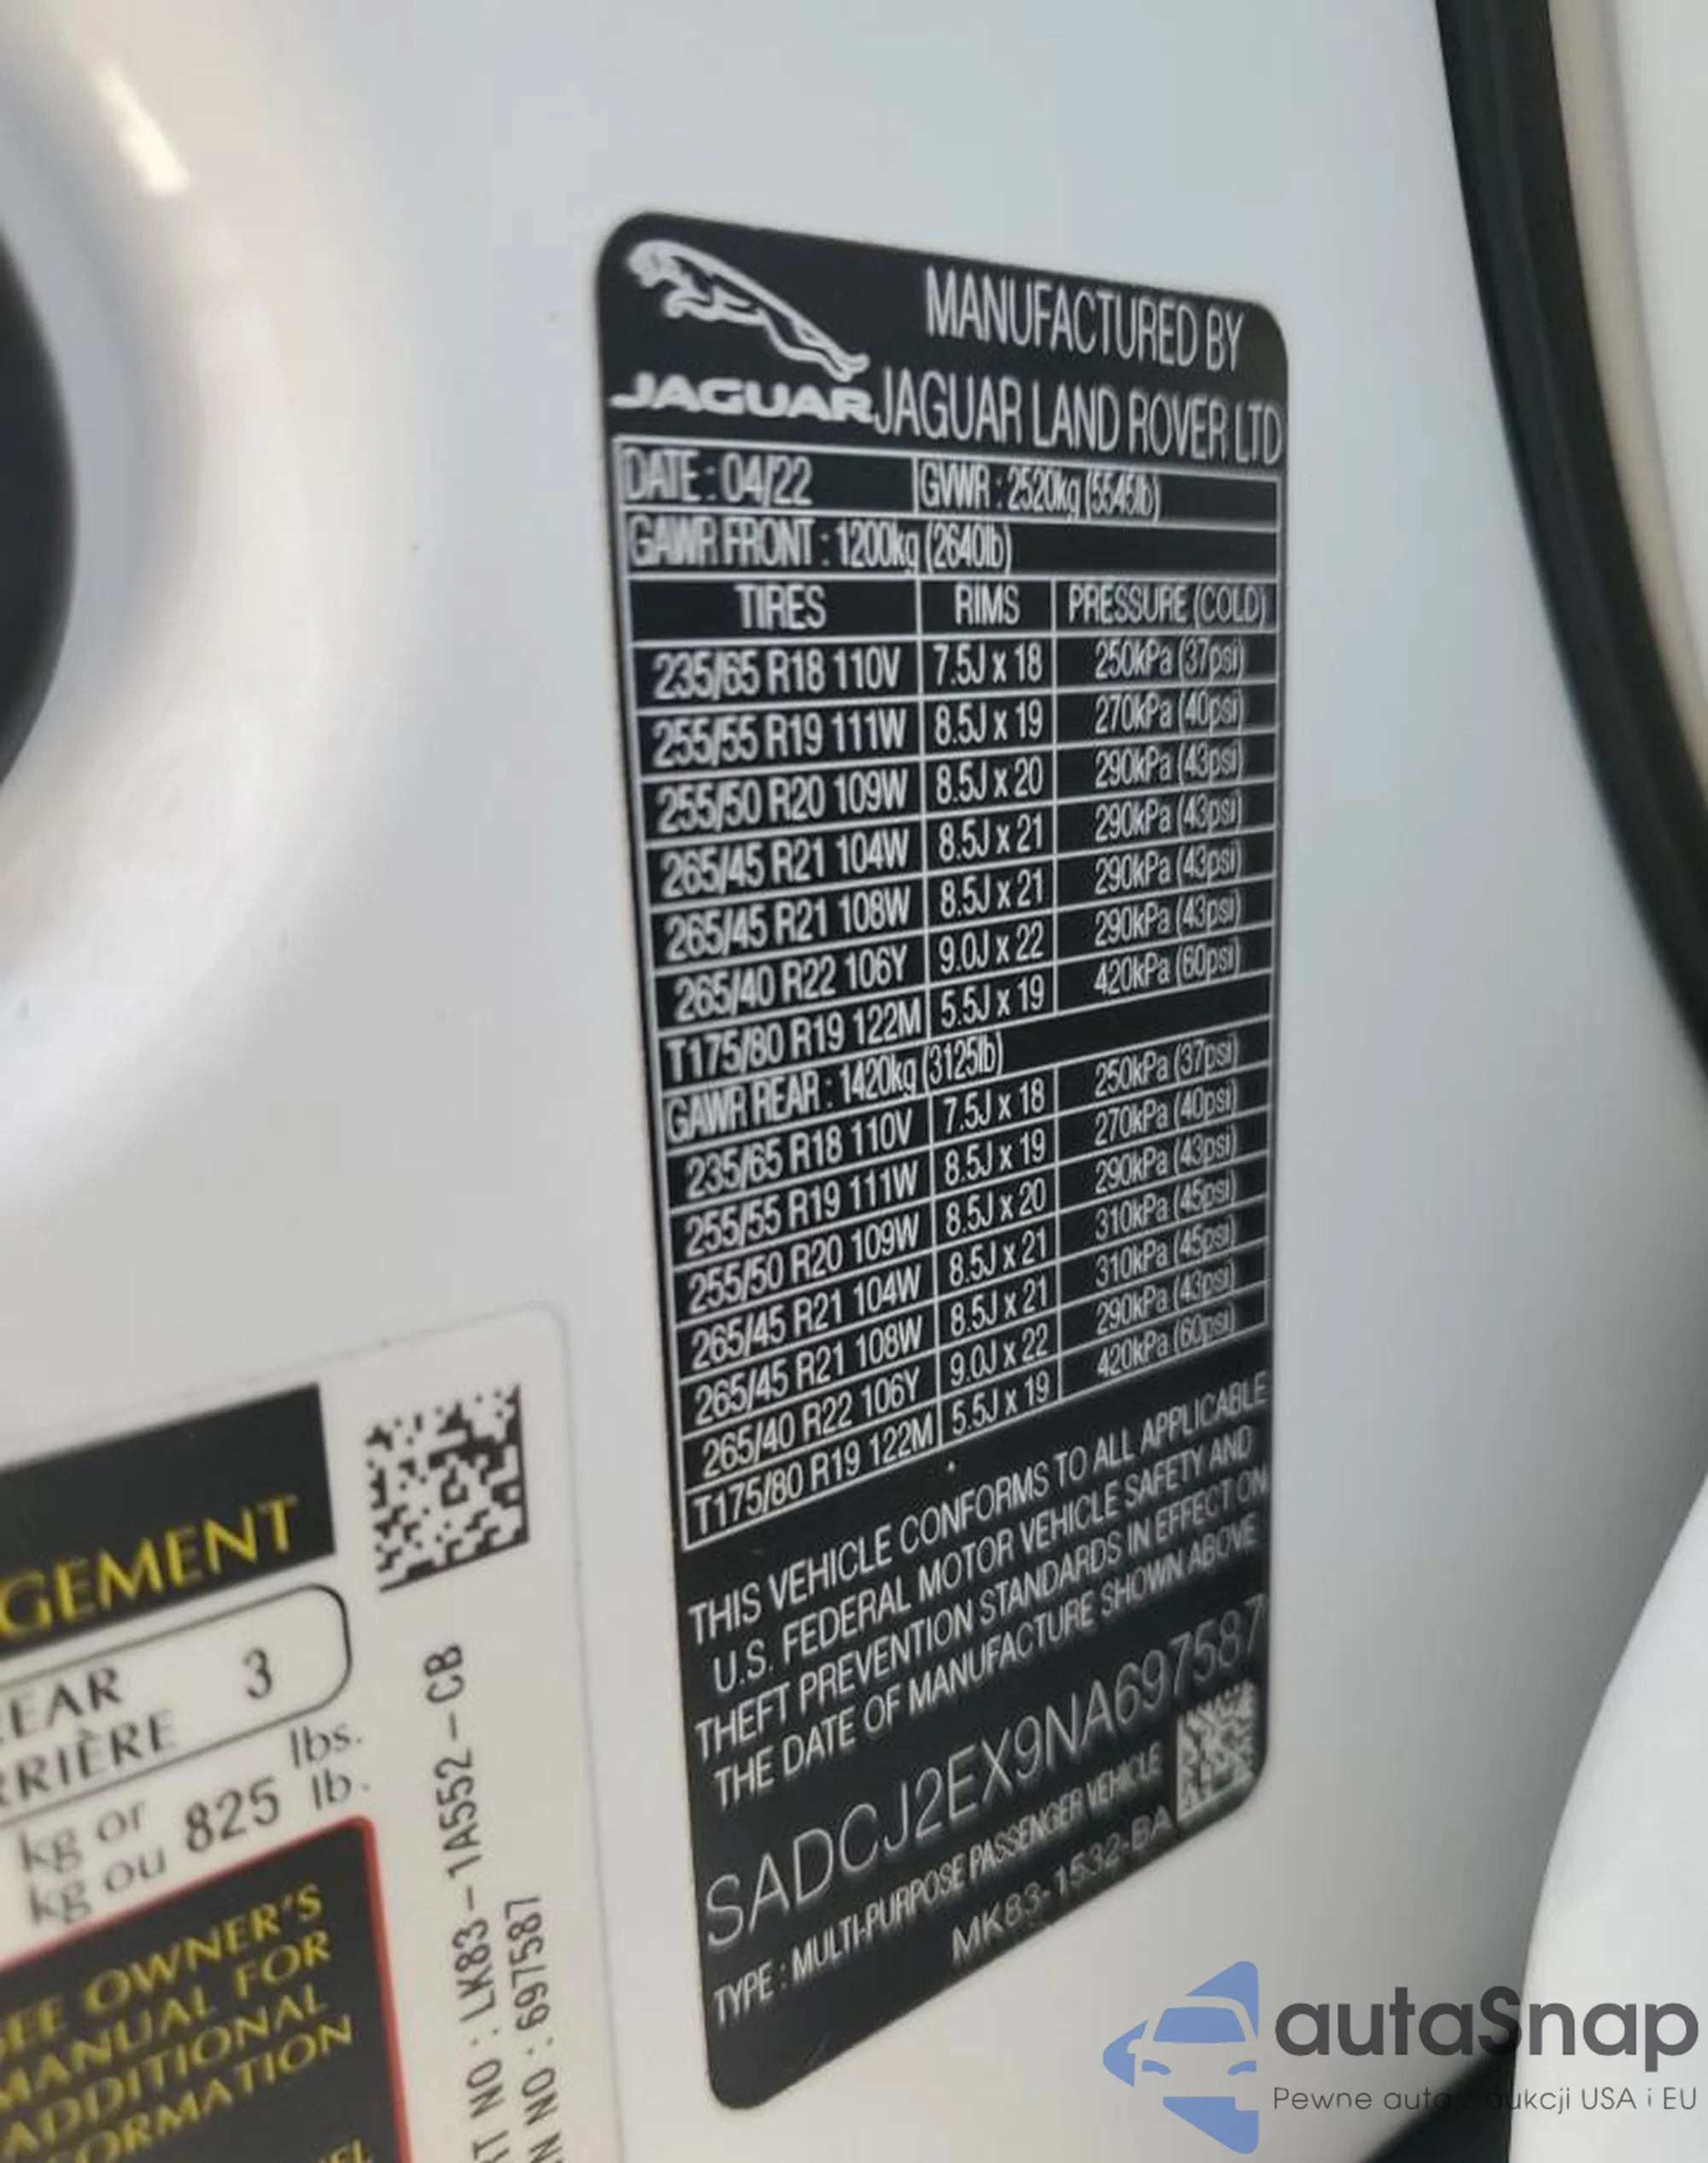 JAGUAR
MANUFACTURED BY
JAGUAR LAND ROVER LTD
DATE : 04/22 GVWR : 2520kg (5545lb)
GAWR FRONT : 1200kg (2640lb)
TIRES RIMS PRESSURE (COLD)
235/65 R18 110V 7.5J x 18 250kPa (37psi)
255/55 R19 111W 8.5J x 19 270kPa (40psi)
255/50 R20 109W 8.5J x 20 290kPa (43psi)
265/45 R21 104W 8.5J x 21 290kPa (43psi)
265/45 R21 108W 8.5J x 21 290kPa (43psi)
265/40 R22 106Y 9.0J x 22 290kPa (43psi)
T175/80 R19 122M 5.5J x 19 420kPa (60psi)
GAWR REAR : 1420kg (3125lb)
235/65 R18 110V 7.5J x 18 250kPa (37psi)
255/55 R19 111W 8.5J x 19 270kPa (40psi)
255/50 R20 109W 8.5J x 20 290kPa (43psi)
265/45 R21 104W 8.5J x 21 310kPa (45psi)
265/45 R21 108W 8.5J x 21 310kPa (45psi)
265/40 R22 106Y 9.0J x 22 290kPa (43psi)
T175/80 R19 122M 5.5J x 19 420kPa (60psi)
THIS VEHICLE CONFORMS TO ALL APPLICABLE
U.S. FEDERAL MOTOR VEHICLE SAFETY AND
THEFT PREVENTION STANDARDS IN EFFECT ON
THE DATE OF MANUFACTURE SHOWN ABOVE
SADCJ2EX9NA697587
TYPE : MULTI-PURPOSE PASSENGER VEHICLE
MK83-1532-BA
GEMENT
EAR 3
RRIÈRE
kg or 825 lbs.
kg ou lb.
SEE OWNER'S
MANUAL FOR
ADDITIONAL
FORMATION
RT NO : LK83-1A552-CB
N NO : 697587
autaSnap
Pewne auta z aukcji USA i EU